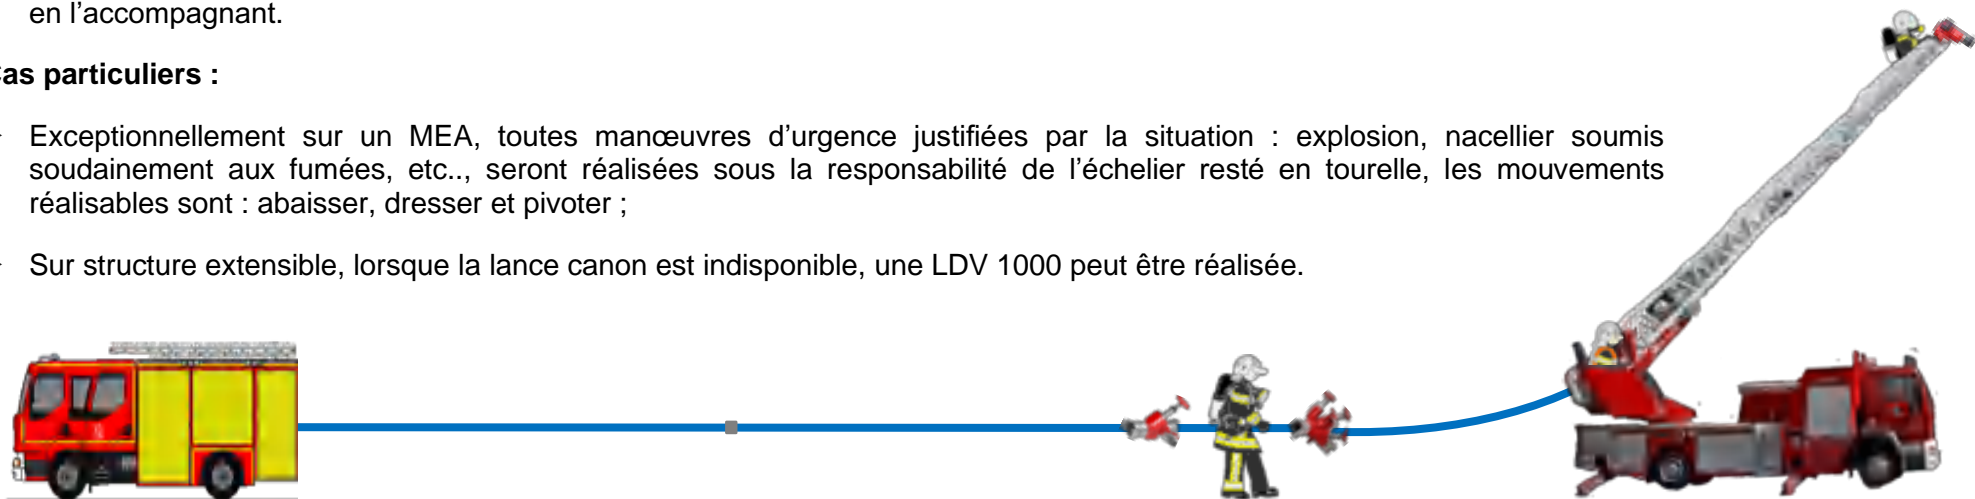 en l’accompagnant.
as particuliers :
Exceptionnellement sur un MEA, toutes manœuvres d’urgence justifiées par la situation : explosion, nacellier soumis
soudainement aux fumées, etc.., seront réalisées sous la responsabilité de l’échelier resté en tourelle, les mouvements
réalisables sont : abaisser, dresser et pivoter ;
Sur structure extensible, lorsque la lance canon est indisponible, une LDV 1000 peut être réalisée.